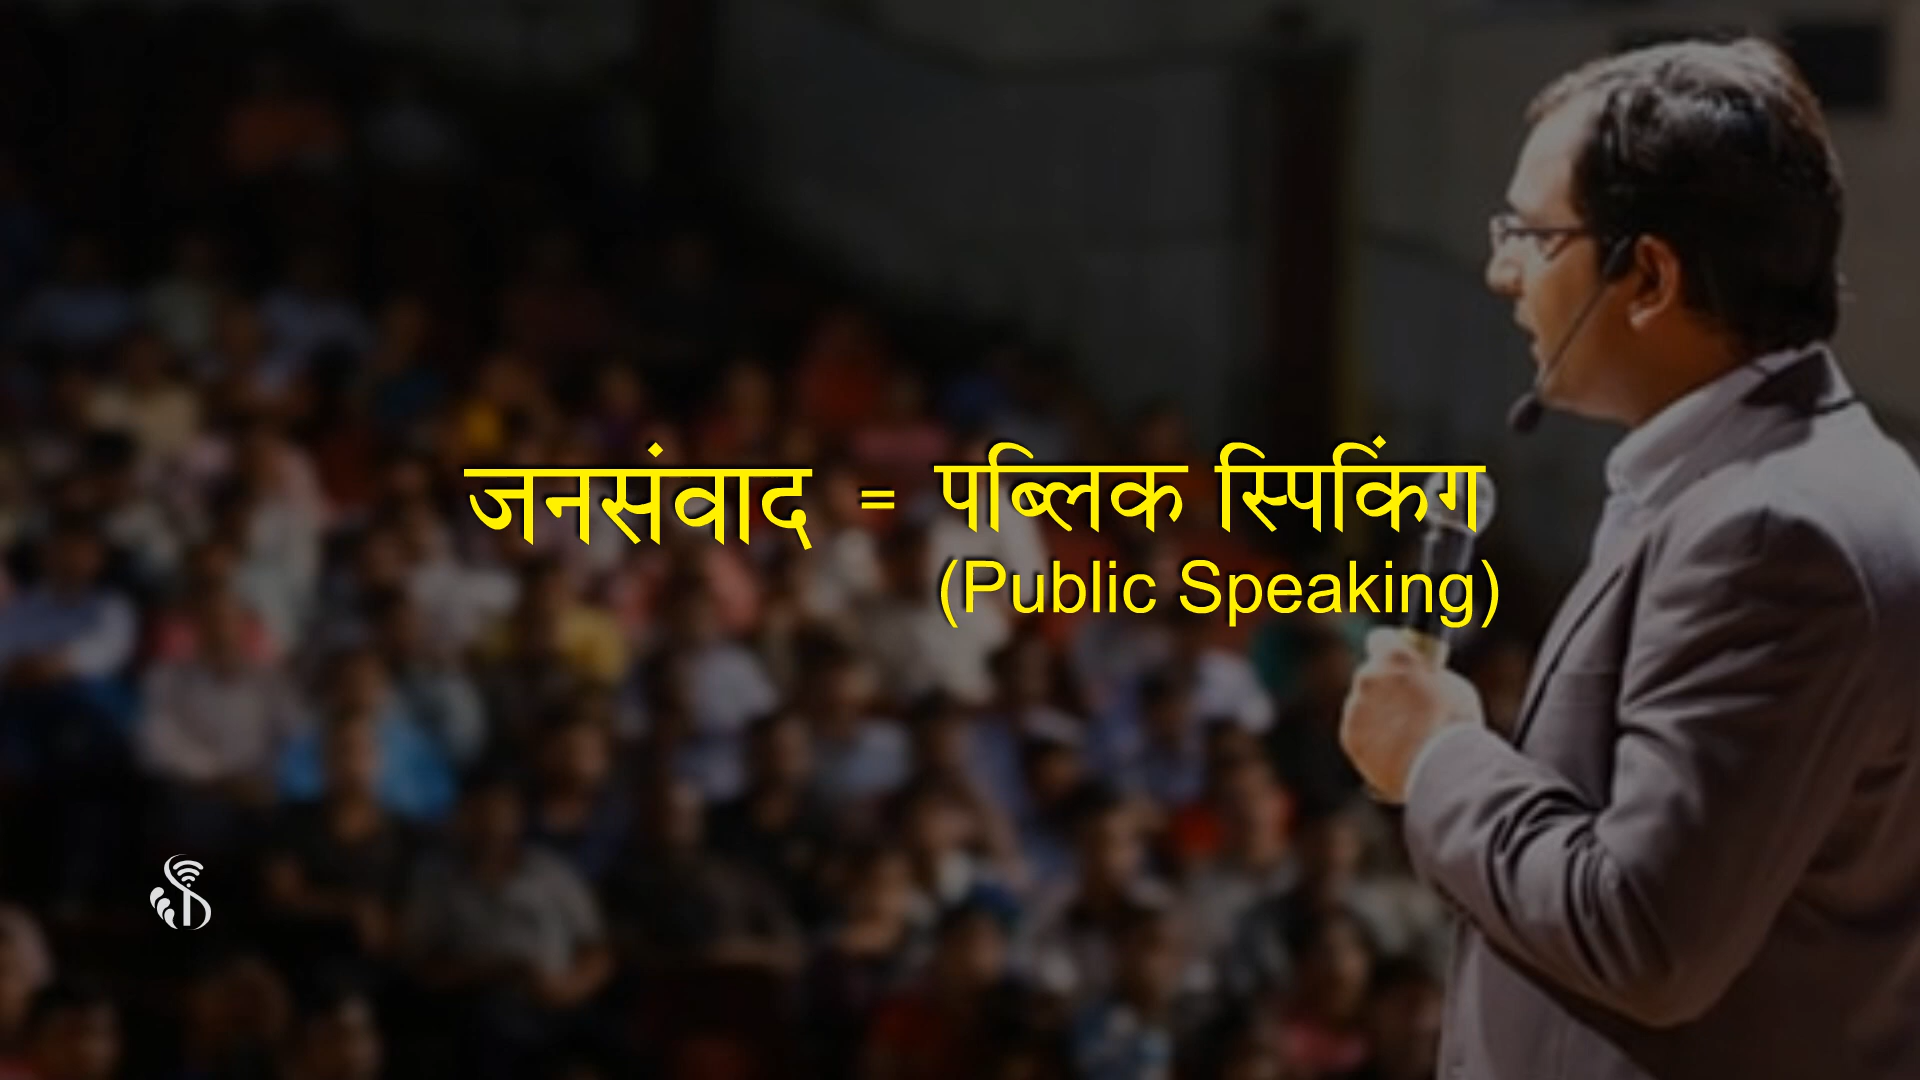 जनसंवाद = पब्लिक स्पिकिंग
(Public Speaking)